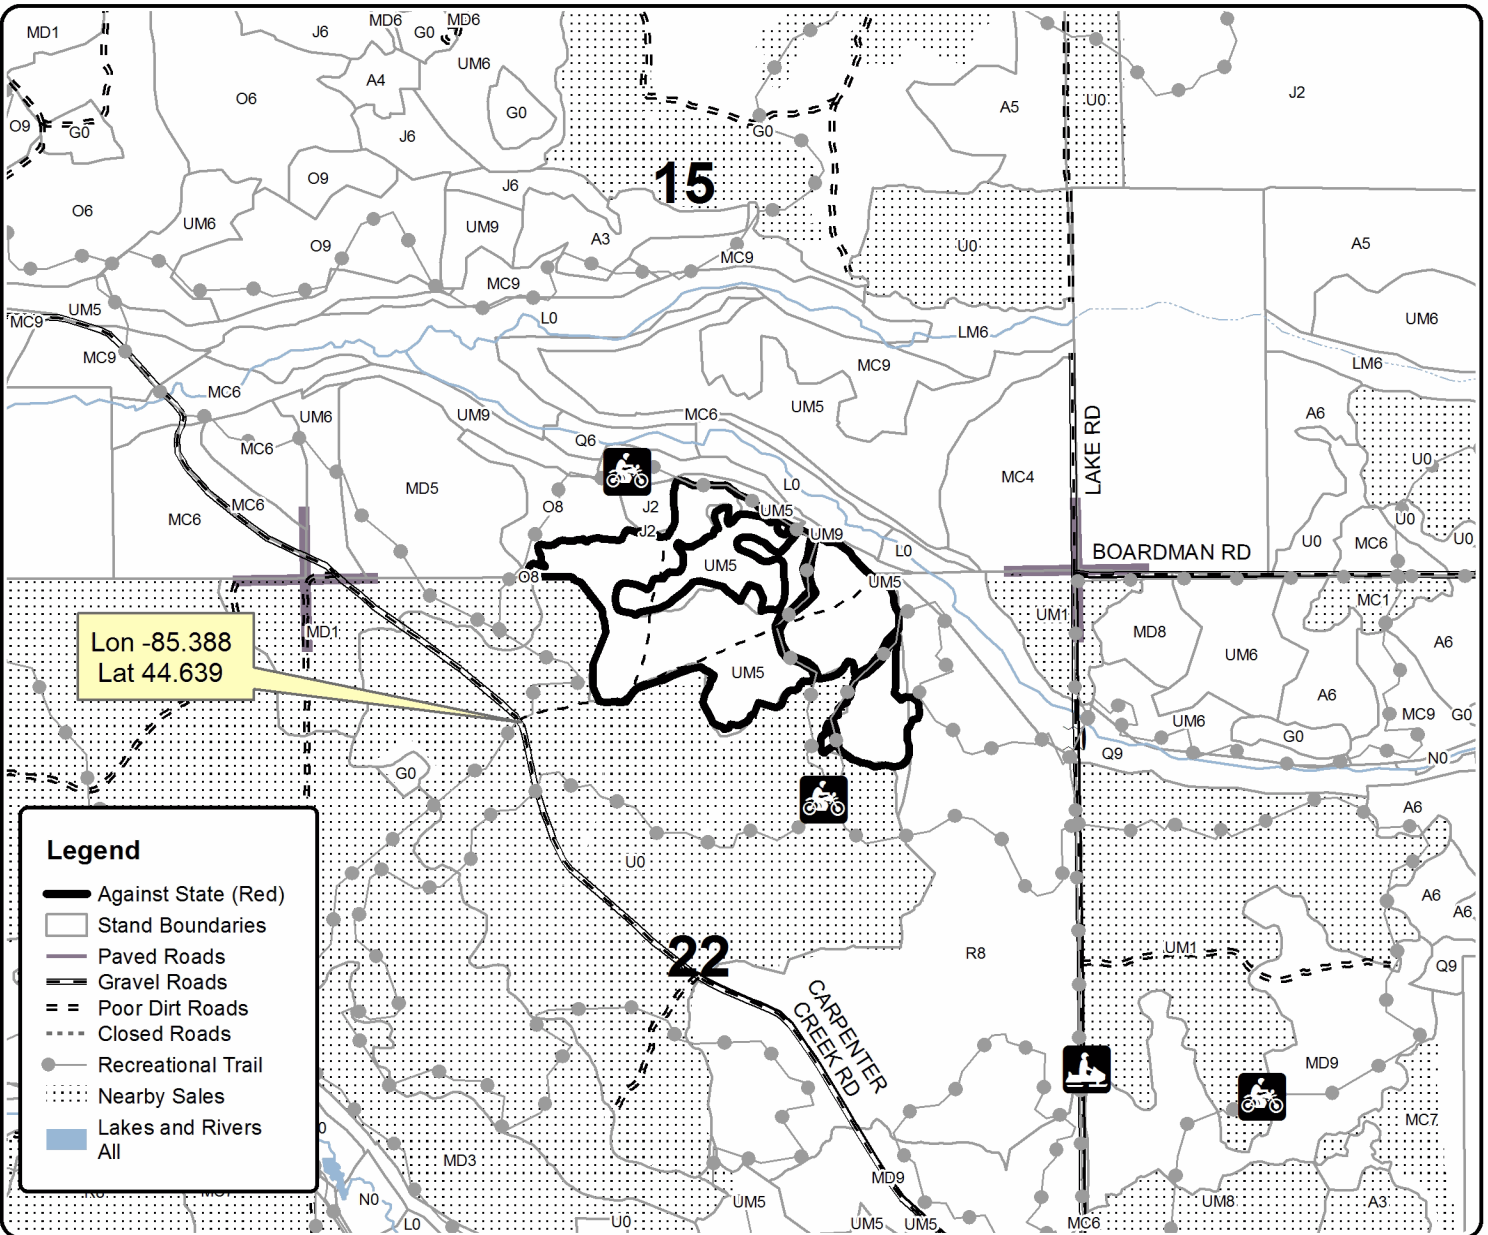 MD1
J6
MD6
G0
MD6
UM6
A4
O6
G0
A5
U0
J2
O9
G0
J6
G0
15
O9
J6
O6
UM6
UM9
O9
A3
U0
A5
MC9
MC9
UM5
MC9
L0
LM6
UM6
MC9
MC9
LM6
MC6
UM6
UM9
MC6
UM5
A6
LAKE RD
MC6
Q6
U0
MD5
L0
MC4
MC6
MC6
O8
J2
UM5
U0
J2
UM9
L0
BOARDMAN RD
U0
MC6
U0
O8
UM5
UM5
MC1
MD1
UM1
MD8
UM6
A6
Lon -85.388
Lat 44.639
UM5
A6
UM6
MC9
G0
G0
Q9
N0
G0
A6
U0
A6
A6
22
R8
UM1
Q9
CARPENTER
CREEK RD
MD9
MC7
MD3
MD9
N0
L0
U0
UM5
UM5
UM5
MC6
UM8
A3
Legend
Against State (Red)
Stand Boundaries
Paved Roads
Gravel Roads
Poor Dirt Roads
Closed Roads
Recreational Trail
Nearby Sales
Lakes and Rivers
All